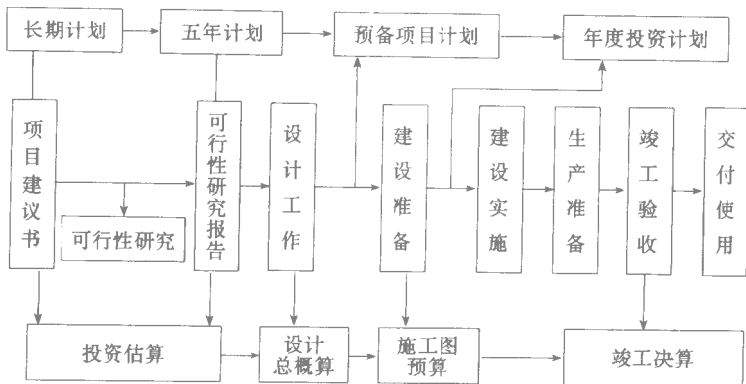 长期计划
五年计划
预备项目计划
年度投资计划
项目建议书
可行性研究
可行性研究报告
设计工作
建设准备
建设实施
生产准备
竣工验收
交付使用
投资估算
设计
总概算
施工图
预算
竣工决算